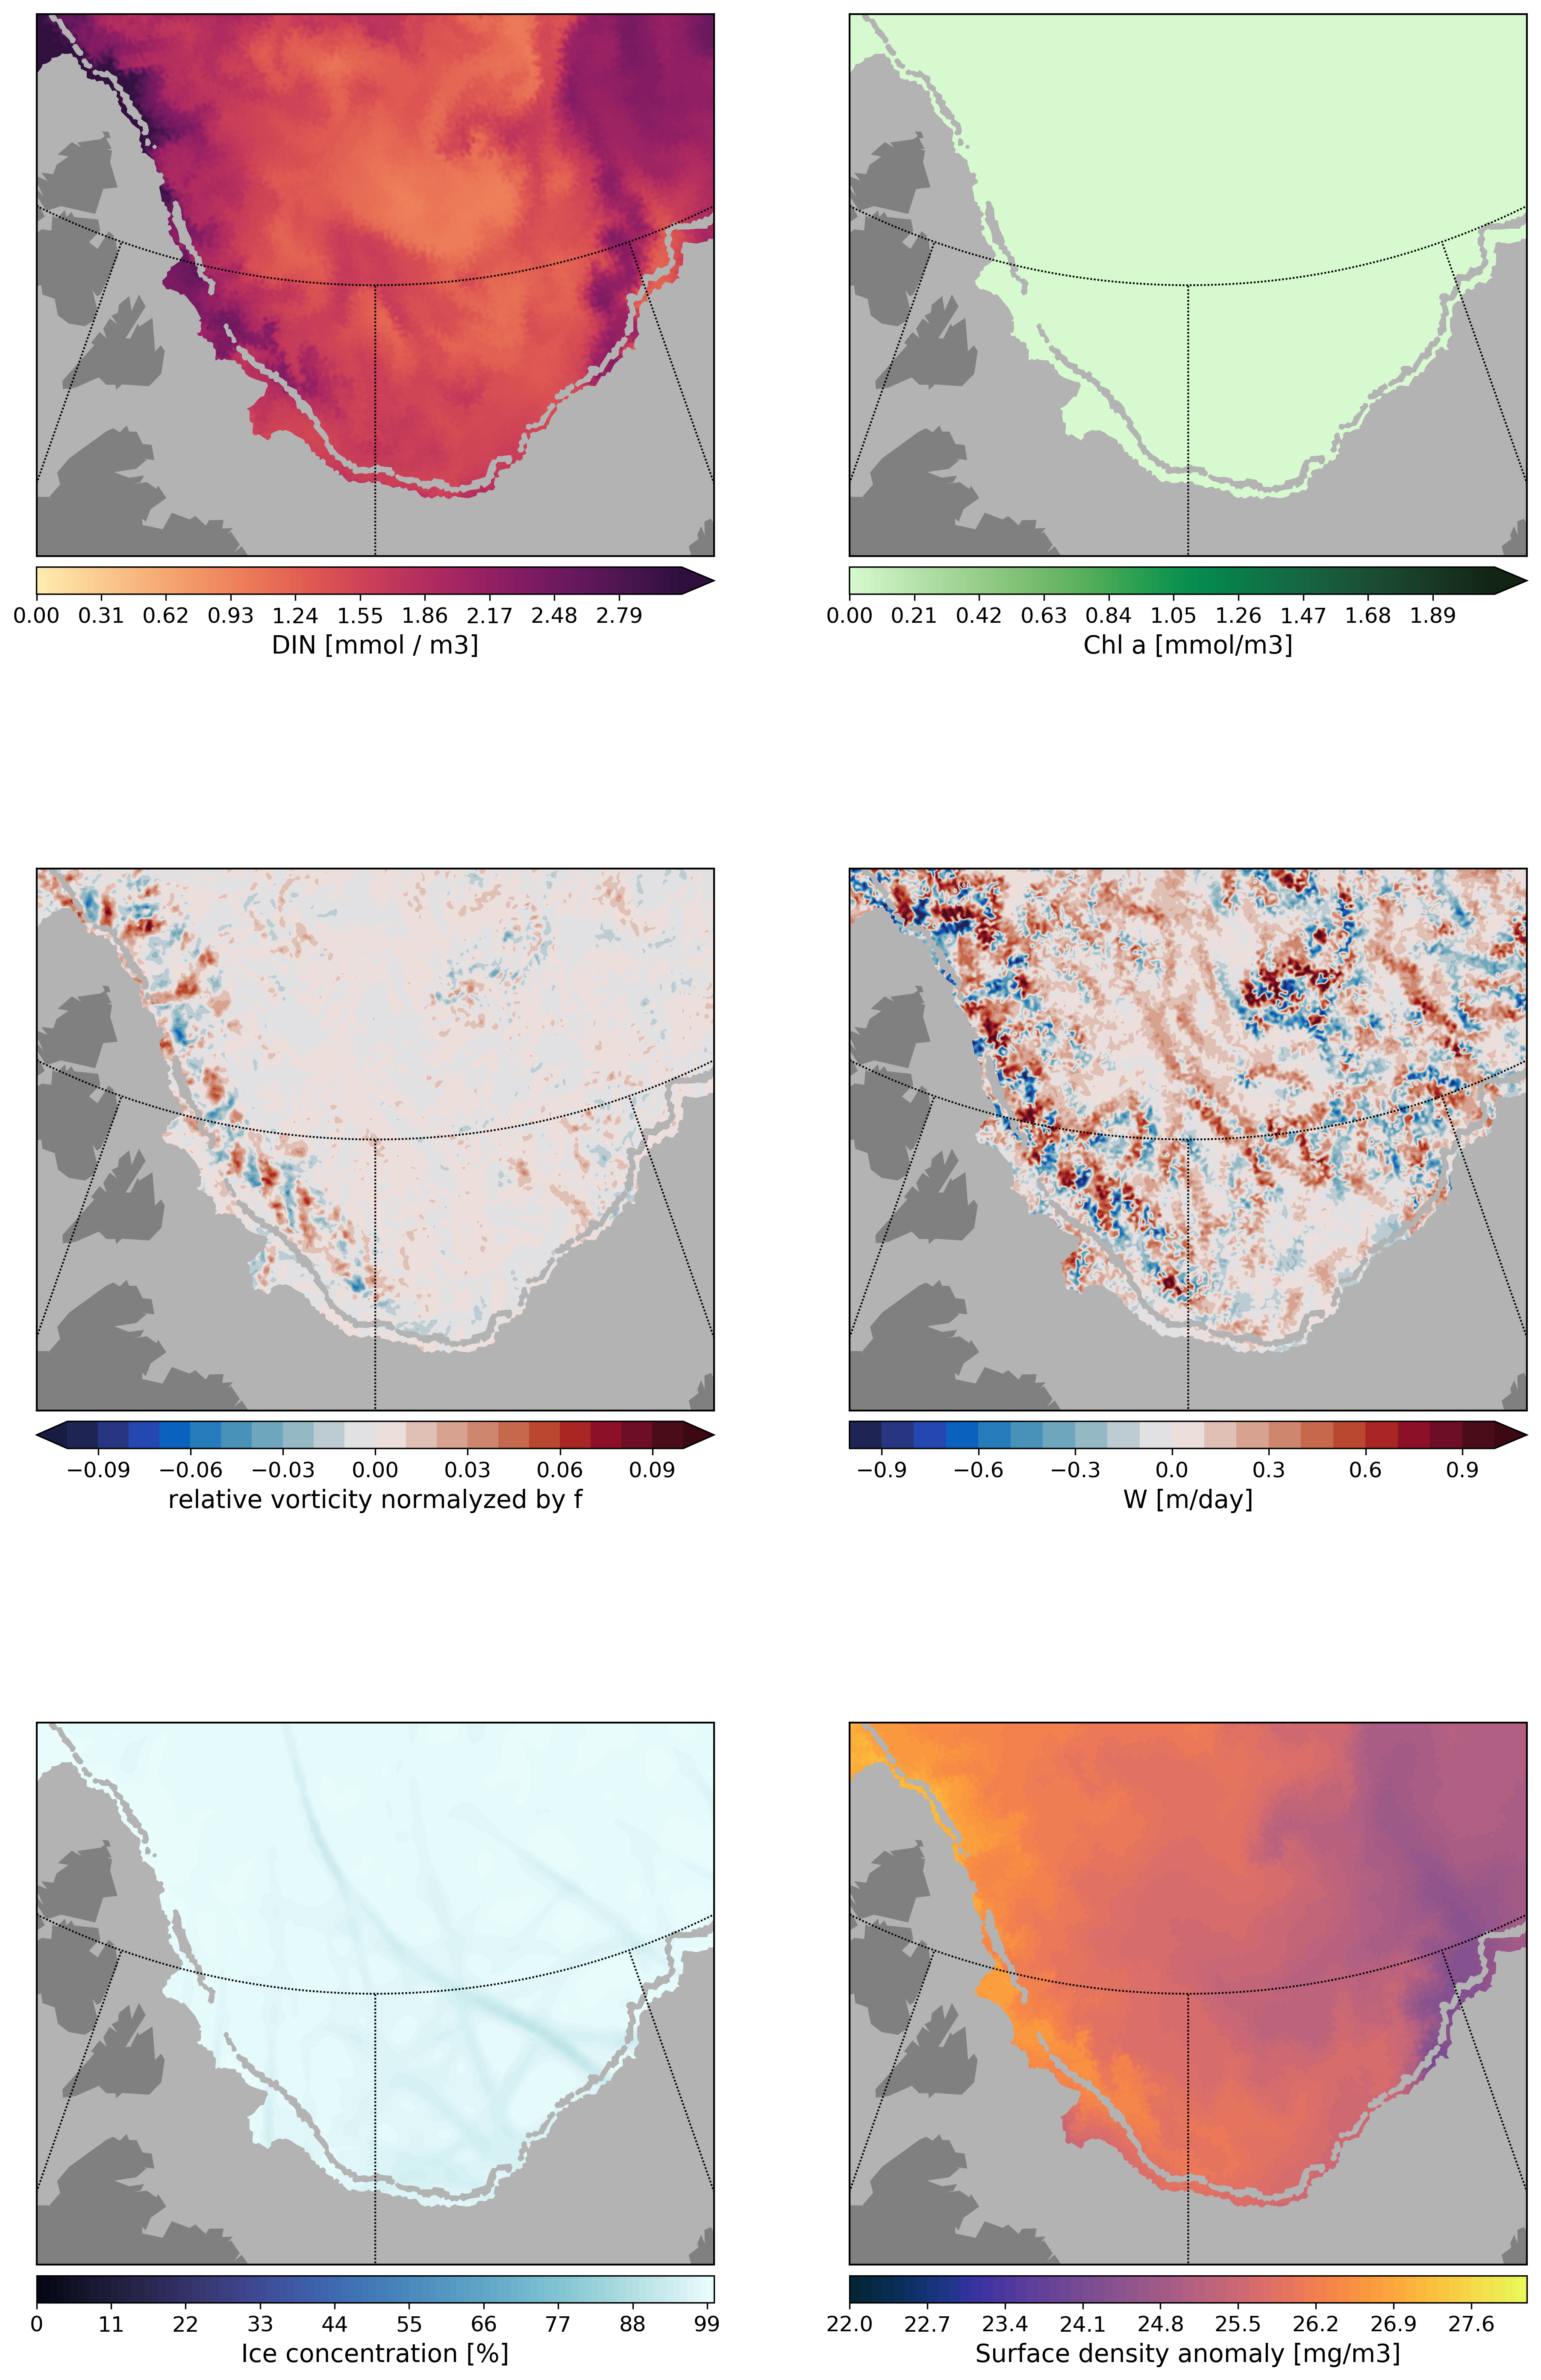 0.00 0.31 0.62 0.93 1.24 1.55 1.86 2.17 2.48 2.79
DIN [mmol / m3]
0.00 0.21 0.42 0.63 0.84 1.05 1.26 1.47 1.68 1.89
Chl a [mmol/m3]
−0.09 −0.06 −0.03 0.00 0.03 0.06 0.09
relative vorticity normalyzed by f
−0.9 −0.6 −0.3 0.0 0.3 0.6 0.9
W [m/day]
0 11 22 33 44 55 66 77 88 99
Ice concentration [%]
22.0 22.7 23.4 24.1 24.8 25.5 26.2 26.9 27.6
Surface density anomaly [mg/m3]